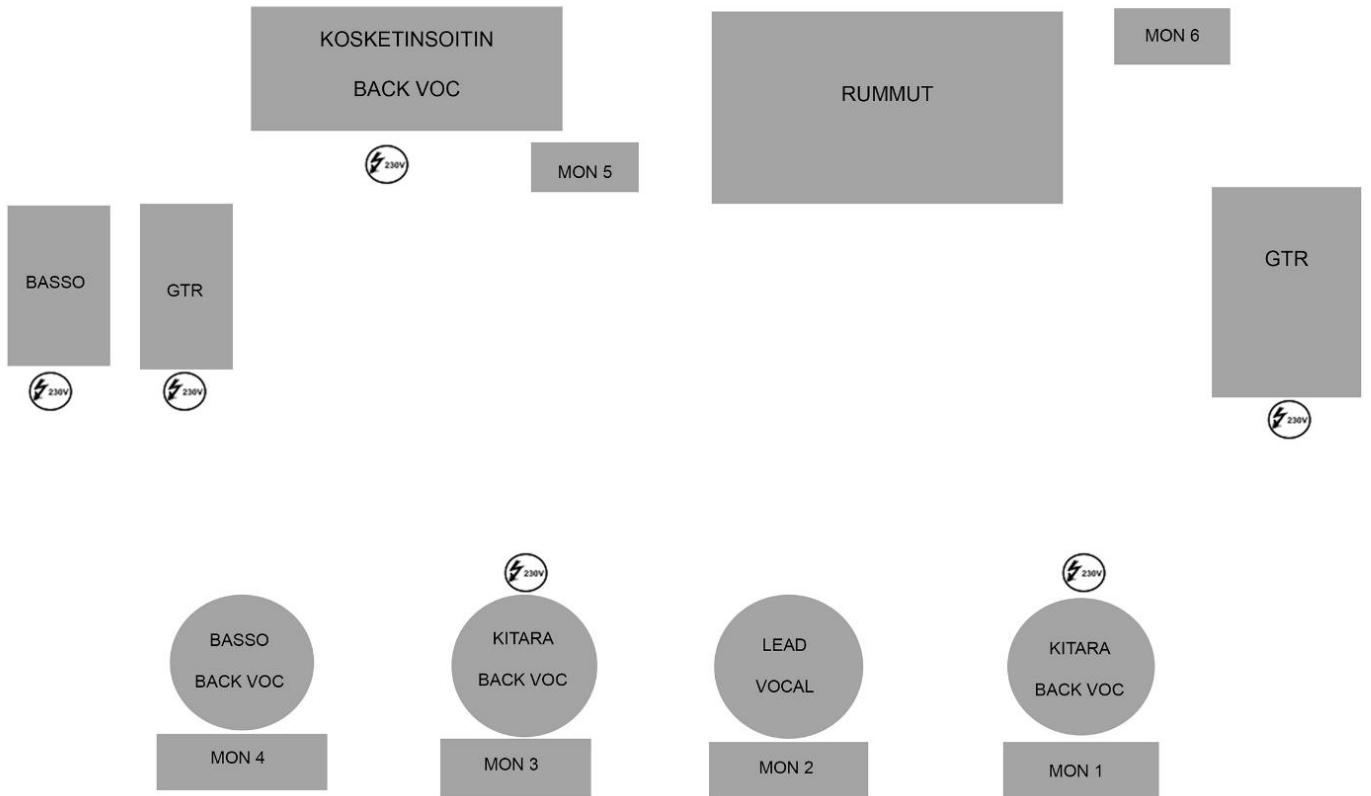 KOSKETINSOITIN
BACK VOC
RUMMUT
MON 6
230V
MON 5
BASSO
GTR
GTR
230V
230V
230V
230V
230V
BASSO
BACK VOC
KITARA
BACK VOC
LEAD
VOCAL
KITARA
BACK VOC
MON 4
MON 3
MON 2
MON 1